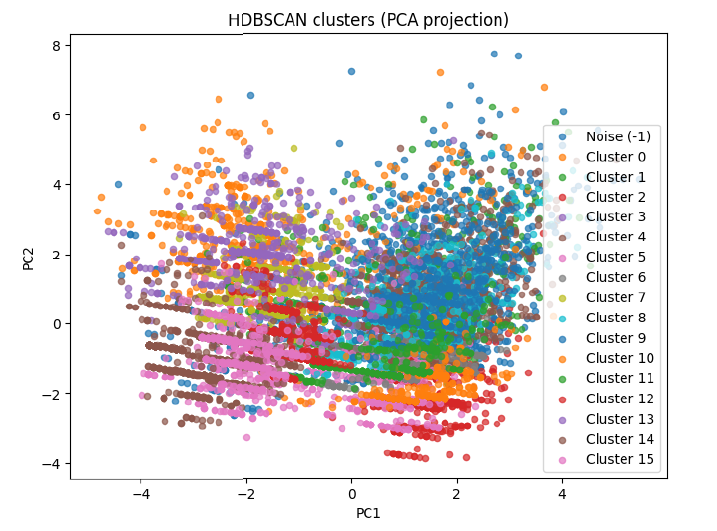 HDBSCAN clusters (PCA projection)
8
6
4
2
0
−2
−4
PC2
−4
−2
0
2
4
PC1
Noise (-1)
Cluster 0
Cluster 1
Cluster 2
Cluster 3
Cluster 4
Cluster 5
Cluster 6
Cluster 7
Cluster 8
Cluster 9
Cluster 10
Cluster 11
Cluster 12
Cluster 13
Cluster 14
Cluster 15